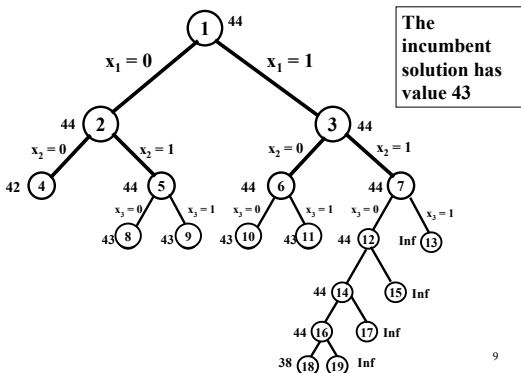 1 44
The
incumbent
solution has
value 43
x₁ = 0
x₁ = 1
44 2
3 44
x₂ = 0
x₂ = 1
x₂ = 0
x₂ = 1
42 4
44 5
44 6
44 7
x₃ = 0
x₃ = 1
x₃ = 0
x₃ = 1
x₃ = 0
x₃ = 1
43 8
43 9
43 10
43 11
44 12
Inf 13
44 14
15 Inf
44 16
17 Inf
38 18
19 Inf
9